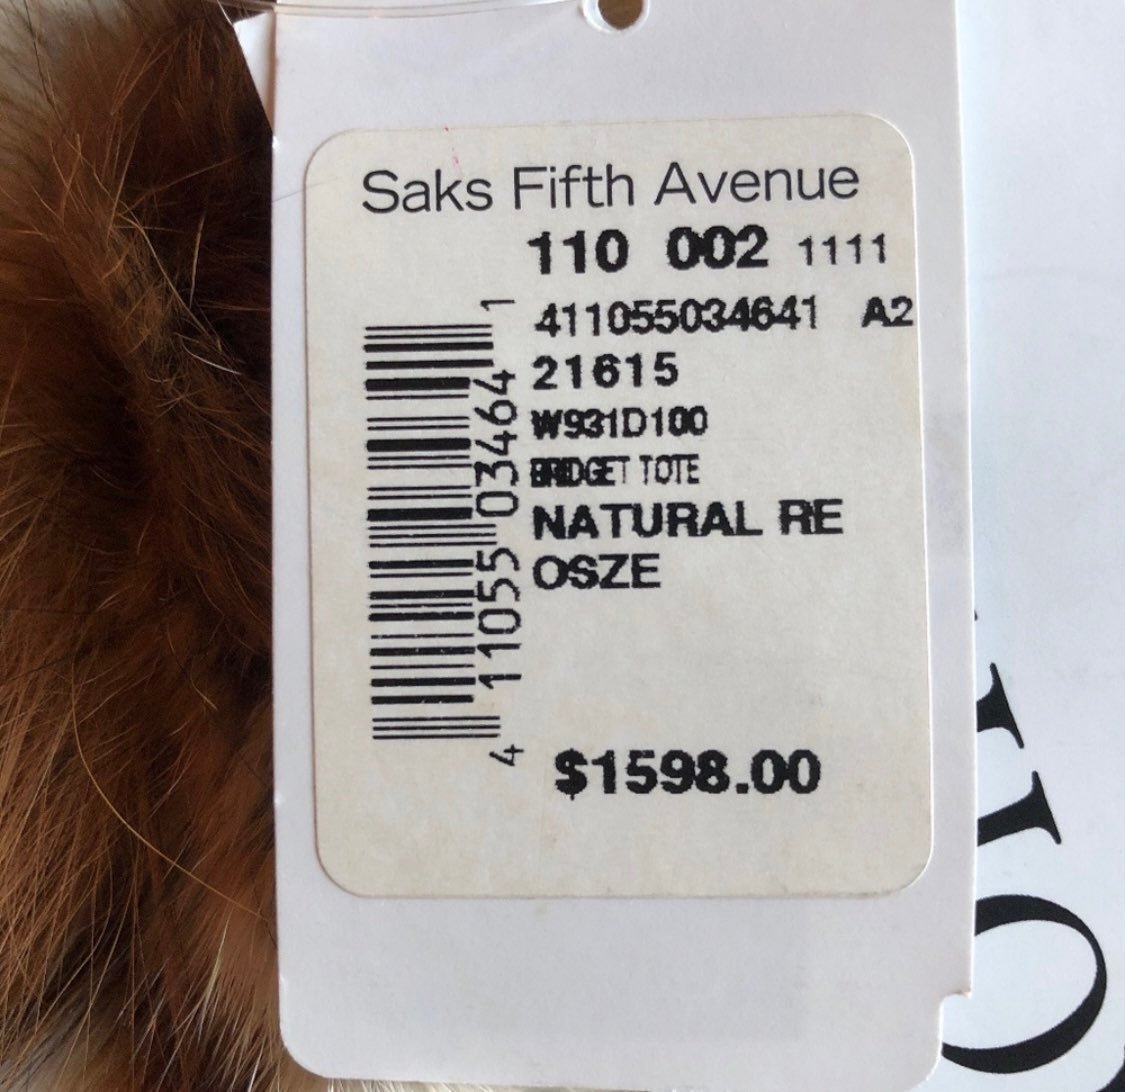 Saks Fifth Avenue
110 002 1111
411055034641 A2
21615
W931D100
BRIDGET TOTE
NATURAL RE
OSZE
$1598.00
4 11055 03464 1